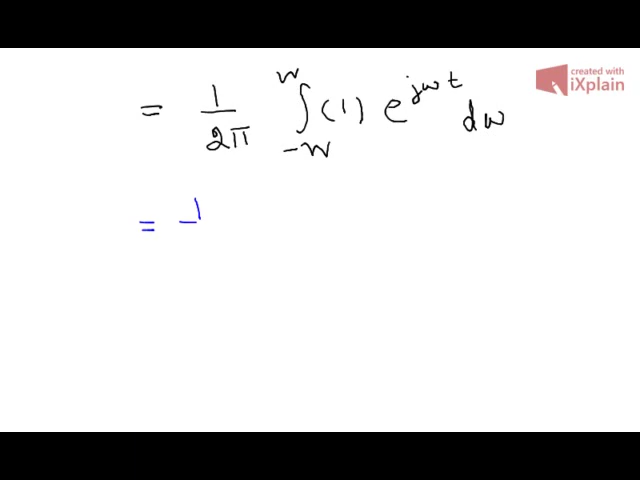 created with
iXplain
= 1/2π ∫_{-W}^{W} (1) e^{jωt} dω
= 1